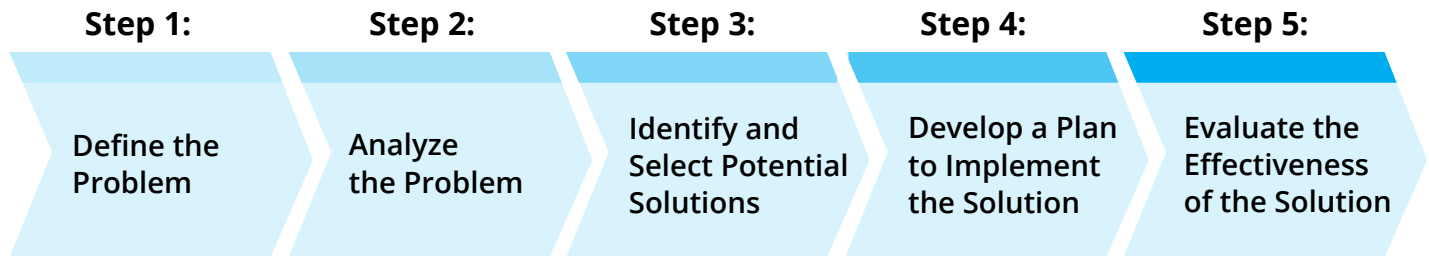 Step 1:
Define the
Problem
Step 2:
Analyze
the Problem
Step 3:
Identify and
Select Potential
Solutions
Step 4:
Develop a Plan
to Implement
the Solution
Step 5:
Evaluate the
Effectiveness
of the Solution